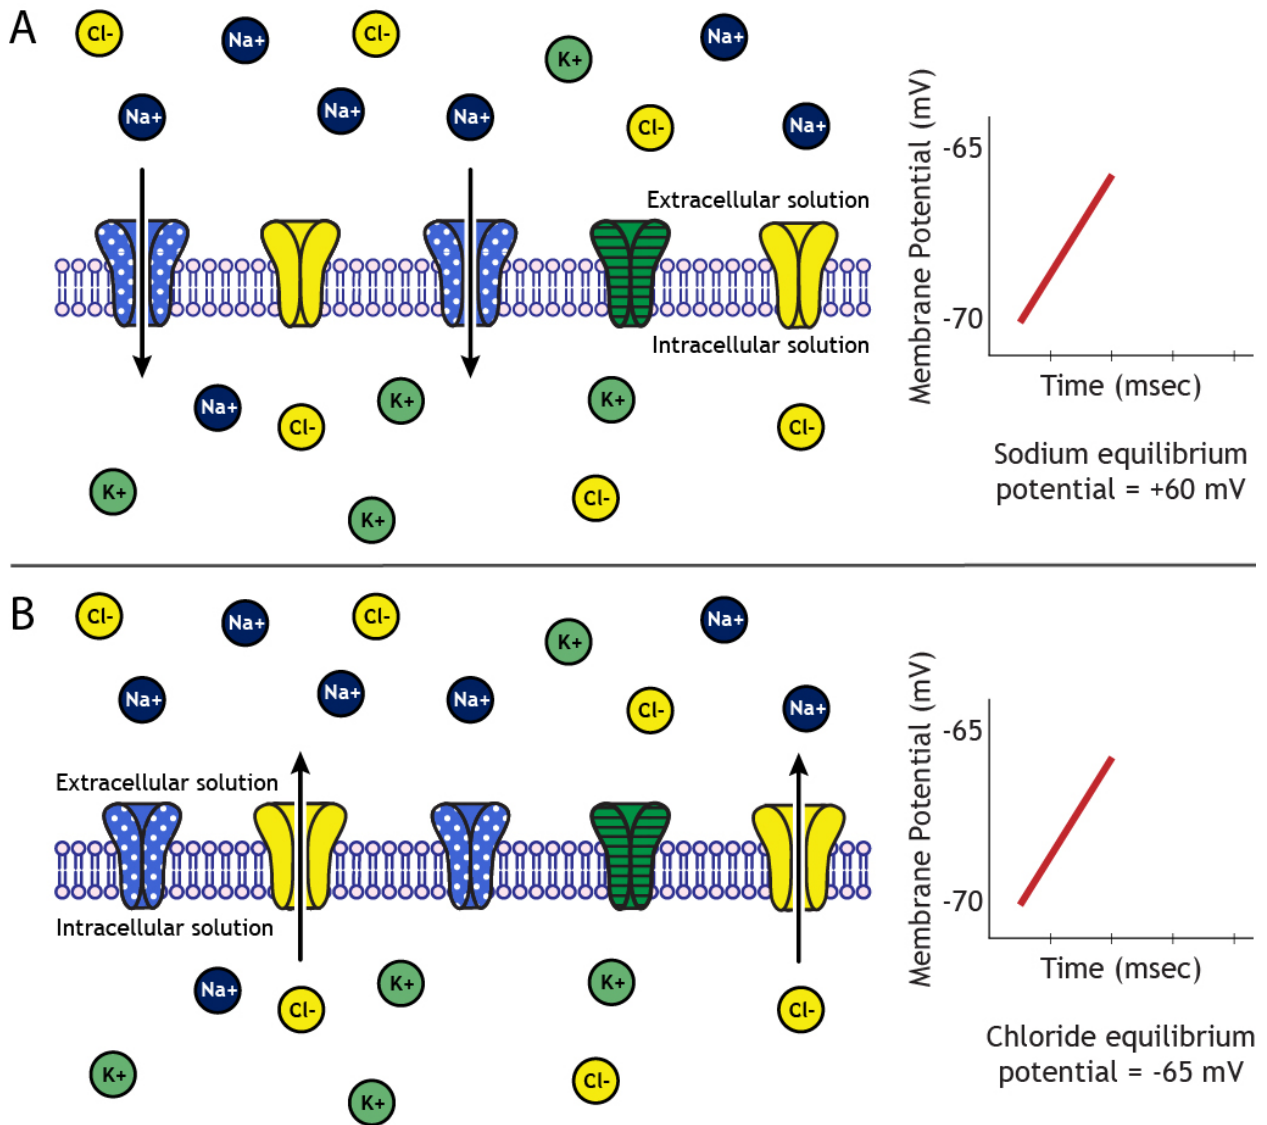 A
Cl-
Na+
Cl-
K+
Na+
Na+
Na+
Na+
Cl-
Na+
Extracellular solution
Intracellular solution
Na+
Cl-
K+
K+
Cl-
K+
K+
Cl-
Membrane Potential (mV)
-65
-70
Time (msec)
Sodium equilibrium
potential = +60 mV
B
Cl-
Na+
Cl-
K+
Na+
Na+
Na+
Na+
Cl-
Na+
Extracellular solution
Intracellular solution
Na+
Cl-
K+
K+
Cl-
K+
K+
Cl-
Membrane Potential (mV)
-65
-70
Time (msec)
Chloride equilibrium
potential = -65 mV